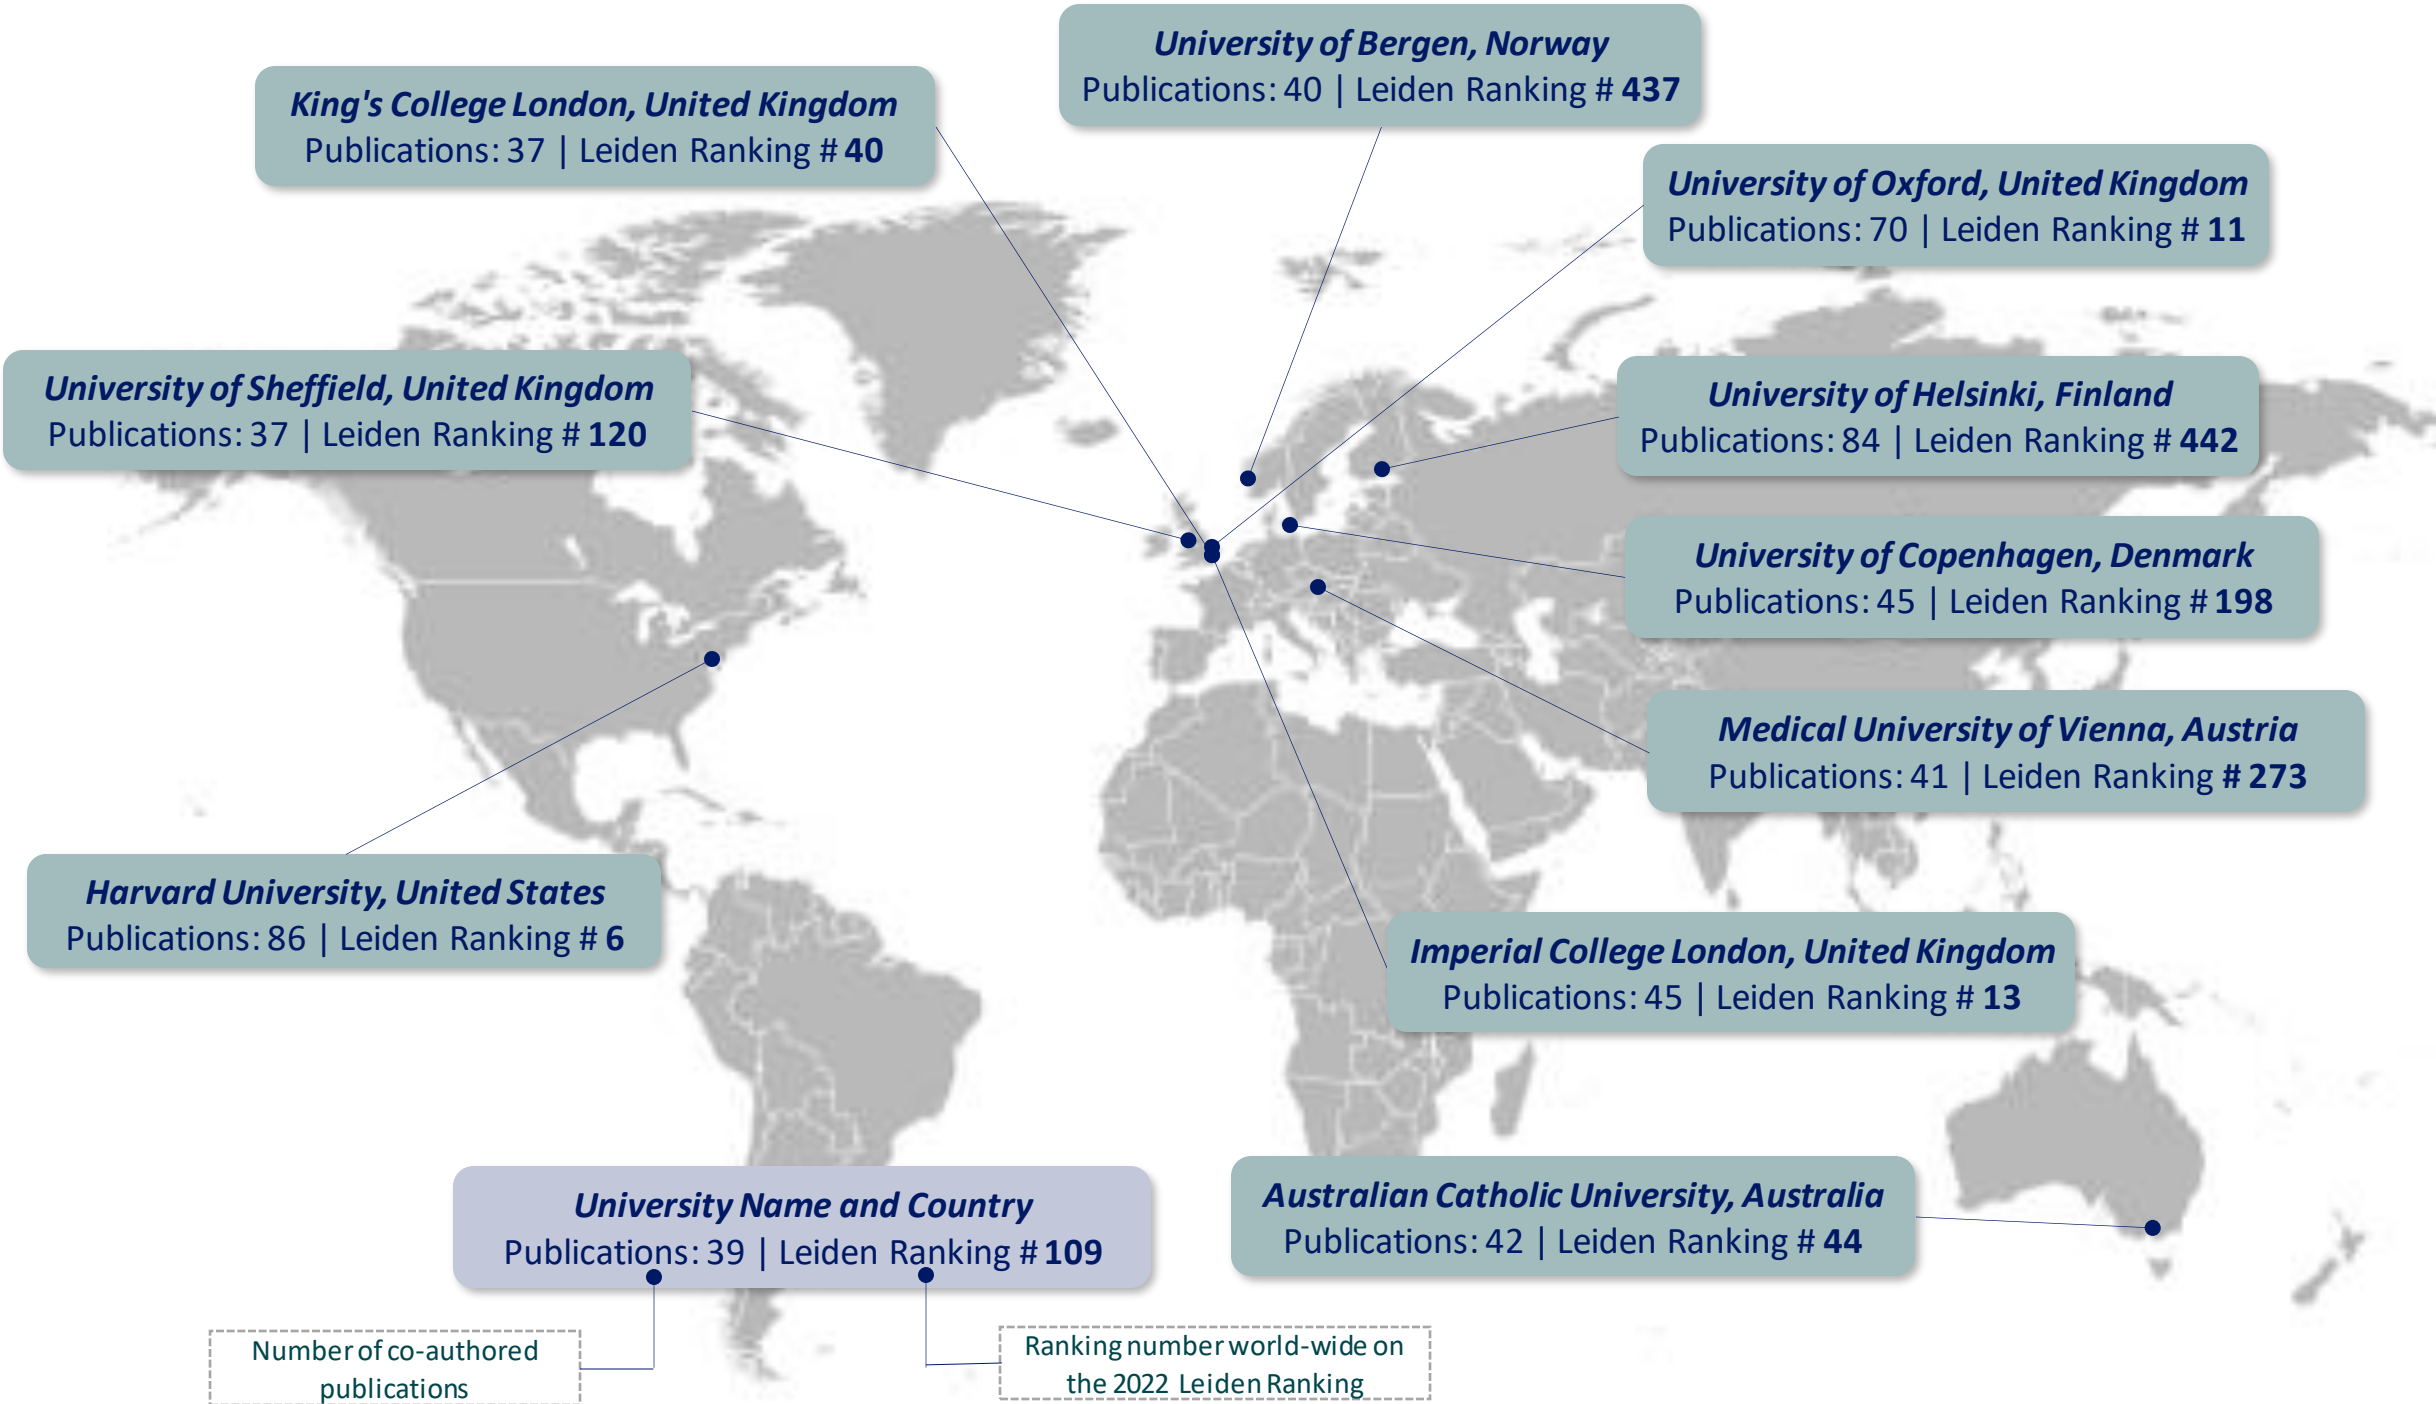 University of Bergen, Norway
Publications: 40 | Leiden Ranking # 437
King's College London, United Kingdom
Publications: 37 | Leiden Ranking # 40
University of Oxford, United Kingdom
Publications: 70 | Leiden Ranking # 11
University of Sheffield, United Kingdom
Publications: 37 | Leiden Ranking # 120
University of Helsinki, Finland
Publications: 84 | Leiden Ranking # 442
University of Copenhagen, Denmark
Publications: 45 | Leiden Ranking # 198
Medical University of Vienna, Austria
Publications: 41 | Leiden Ranking # 273
Harvard University, United States
Publications: 86 | Leiden Ranking # 6
Imperial College London, United Kingdom
Publications: 45 | Leiden Ranking # 13
University Name and Country
Publications: 39 | Leiden Ranking # 109
Australian Catholic University, Australia
Publications: 42 | Leiden Ranking # 44
Number of co-authored
publications
Ranking number world-wide on
the 2022 Leiden Ranking